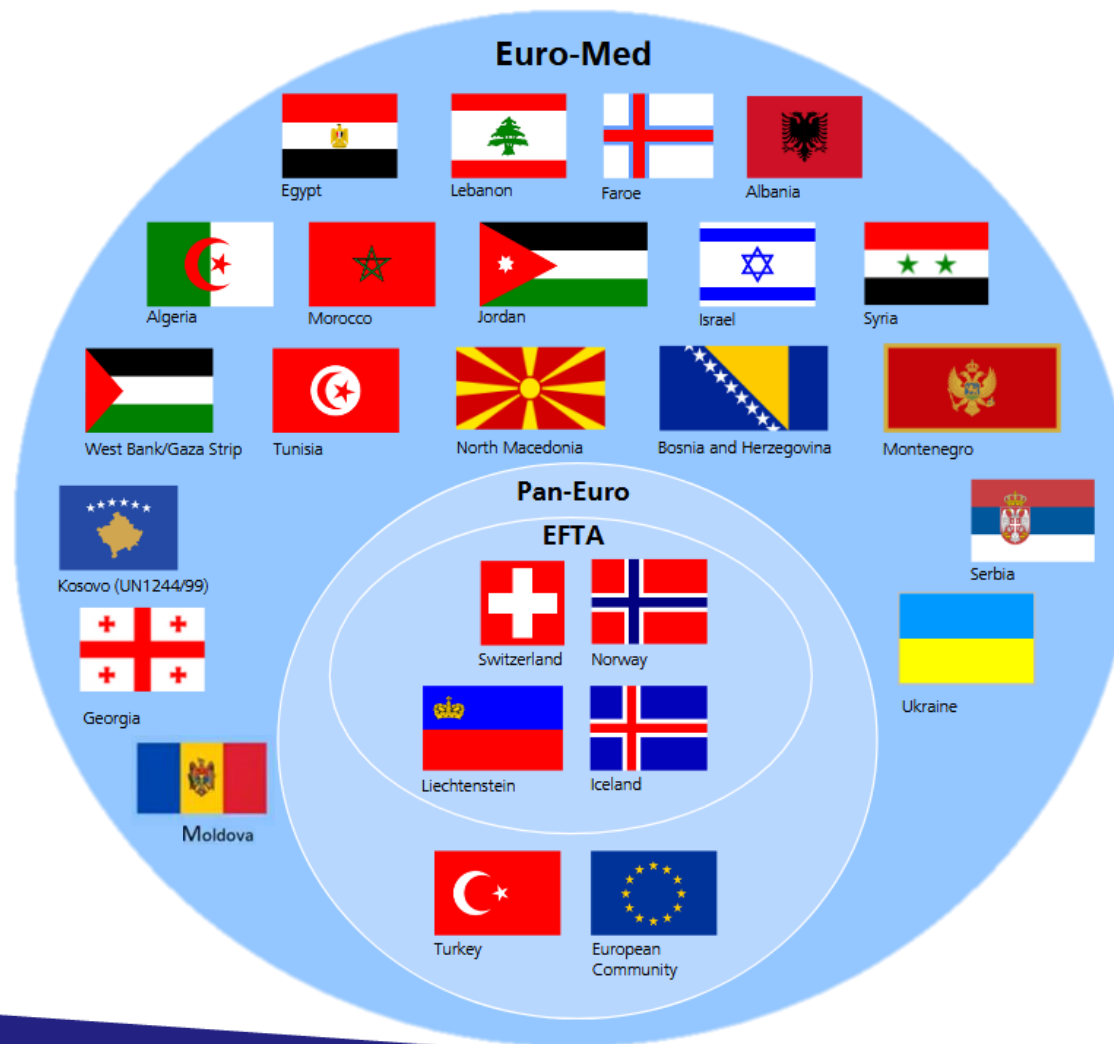 Euro-Med
Egypt
Lebanon
Faroe
Albania
Algeria
Morocco
Jordan
Israel
Syria
West Bank/Gaza Strip
Tunisia
North Macedonia
Bosnia and Herzegovina
Montenegro
Pan-Euro
EFTA
Kosovo (UN1244/99)
Serbia
Switzerland
Norway
Georgia
Ukraine
Liechtenstein
Iceland
Moldova
Turkey
European
Community